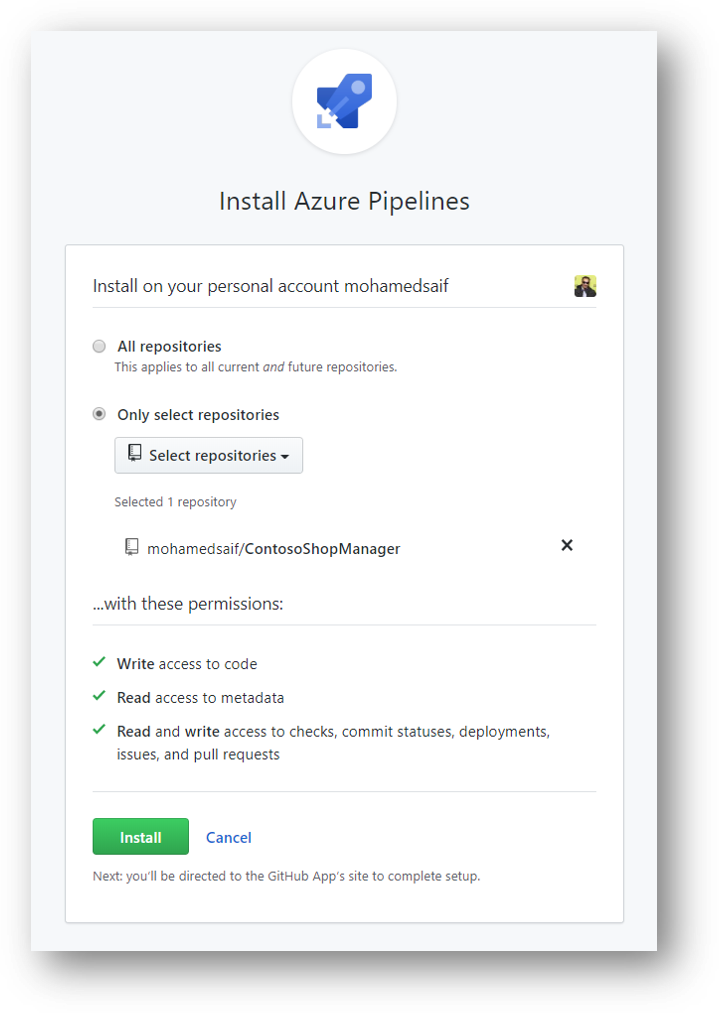 Install Azure Pipelines
Install on your personal account mohamedsaif
All repositories
This applies to all current and future repositories.
Only select repositories
Select repositories
Selected 1 repository
mohamedsaif/ContosoShopManager
...with these permissions:
Write access to code
Read access to metadata
Read and write access to checks, commit statuses, deployments,
issues, and pull requests
Install Cancel
Next: you'll be directed to the GitHub App's site to complete setup.